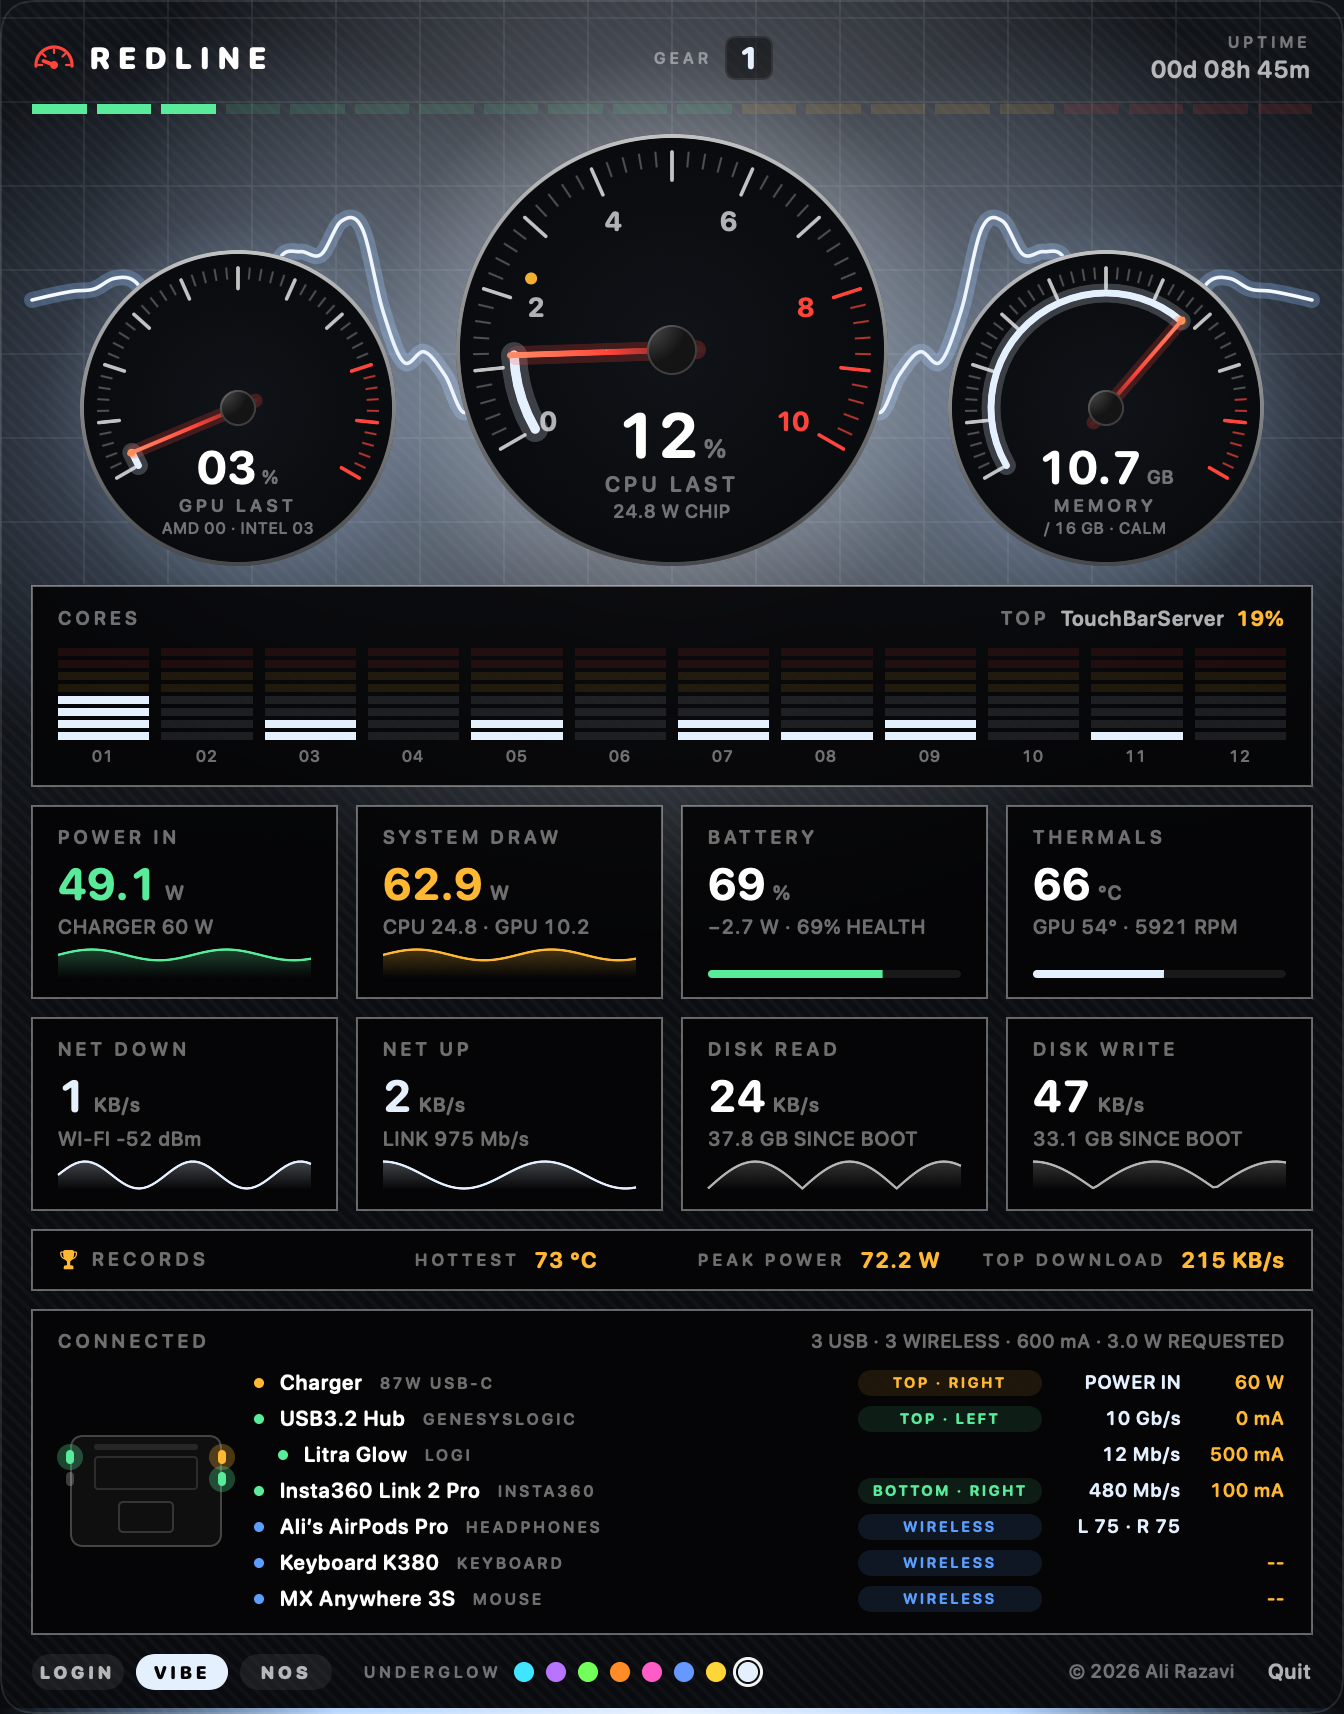 REDLINE
GEAR 1
UPTIME
00d 08h 45m
4 6
2 8
0 10
12 %
CPU LAST
24.8 W CHIP
03 %
GPU LAST
AMD 00 · INTEL 03
10.7 GB
MEMORY
/ 16 GB · CALM
CORES TOP TouchBarServer 19%
01 02 03 04 05 06 07 08 09 10 11 12
POWER IN
49.1 W
CHARGER 60 W
SYSTEM DRAW
62.9 W
CPU 24.8 · GPU 10.2
BATTERY
69 %
−2.7 W · 69% HEALTH
THERMALS
66 °C
GPU 54° · 5921 RPM
NET DOWN
1 KB/s
WI-FI -52 dBm
NET UP
2 KB/s
LINK 975 Mb/s
DISK READ
24 KB/s
37.8 GB SINCE BOOT
DISK WRITE
47 KB/s
33.1 GB SINCE BOOT
RECORDS HOTTEST 73 °C PEAK POWER 72.2 W TOP DOWNLOAD 215 KB/s
CONNECTED 3 USB · 3 WIRELESS · 600 mA · 3.0 W REQUESTED
Charger 87W USB-C TOP · RIGHT POWER IN 60 W
USB3.2 Hub GENESYSLOGIC TOP · LEFT 10 Gb/s 0 mA
Litra Glow LOGI 12 Mb/s 500 mA
Insta360 Link 2 Pro INSTA360 BOTTOM · RIGHT 480 Mb/s 100 mA
Ali's AirPods Pro HEADPHONES WIRELESS L 75 · R 75
Keyboard K380 KEYBOARD WIRELESS --
MX Anywhere 3S MOUSE WIRELESS --
LOGIN VIBE NOS UNDERGLOW © 2026 Ali Razavi Quit